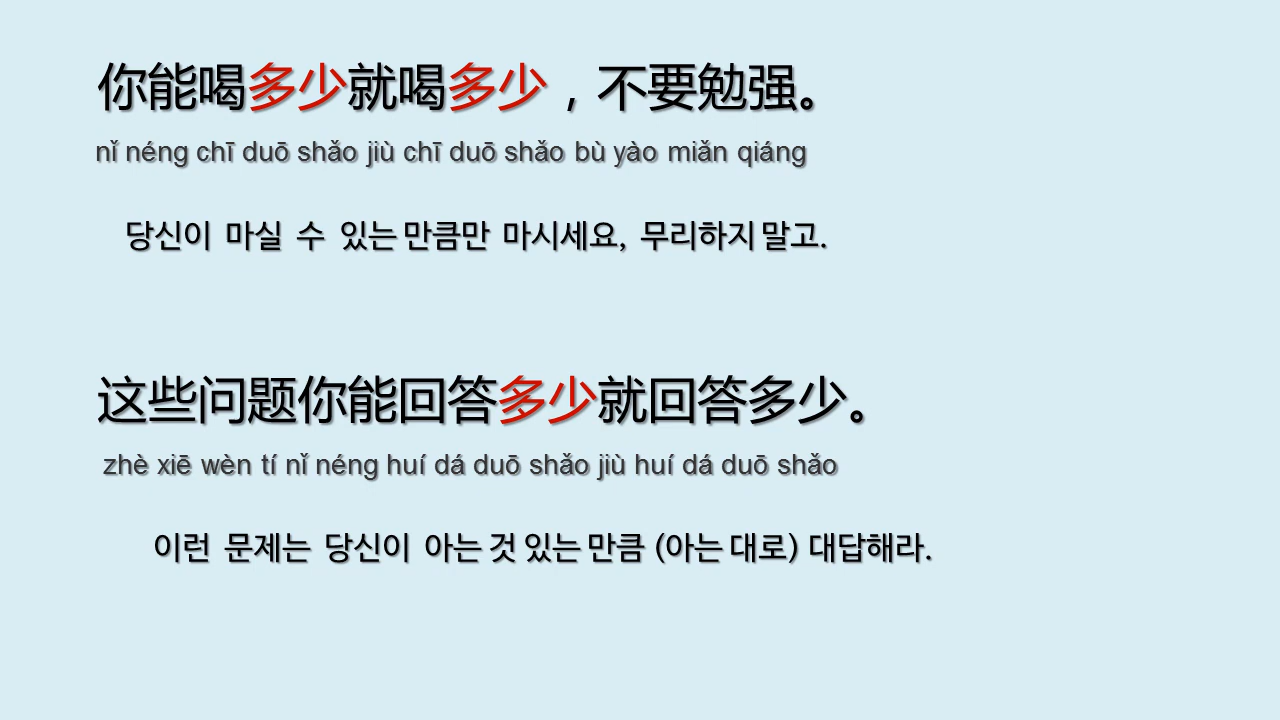 你能喝多少就喝多少，不要勉强。
nǐ néng chī duō shǎo jiù chī duō shǎo bù yào miǎn qiáng
당신이 마실 수 있는 만큼만 마시세요, 무리하지 말고.
这些问题你能回答多少就回答多少。
zhè xiē wèn tí nǐ néng huí dá duō shǎo jiù huí dá duō shǎo
이런 문제는 당신이 아는 것 있는 만큼 (아는 대로) 대답해라.